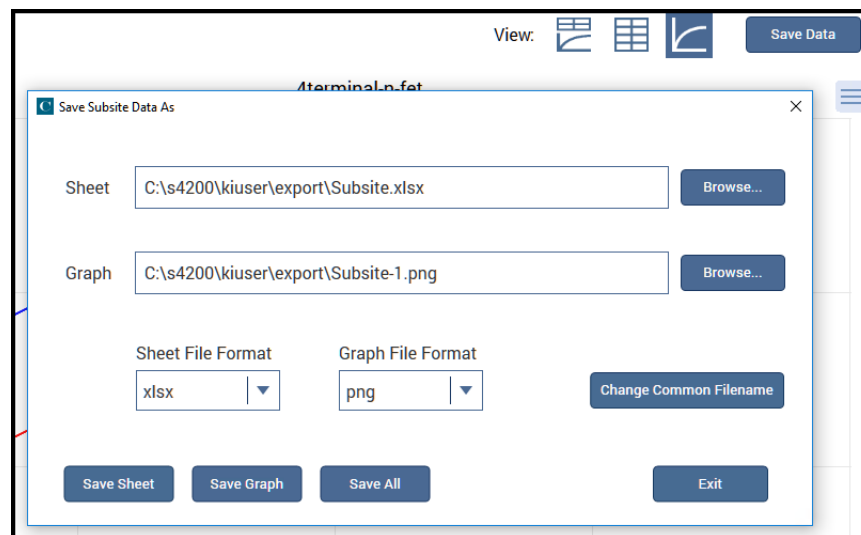 View:
Save Data
4terminal-n-fet
C Save Subsite Data As
Sheet
C:\s4200\kiuser\export\Subsite.xlsx
Browse...
Graph
C:\s4200\kiuser\export\Subsite-1.png
Browse...
Sheet File Format
Graph File Format
xlsx
png
Change Common Filename
Save Sheet
Save Graph
Save All
Exit